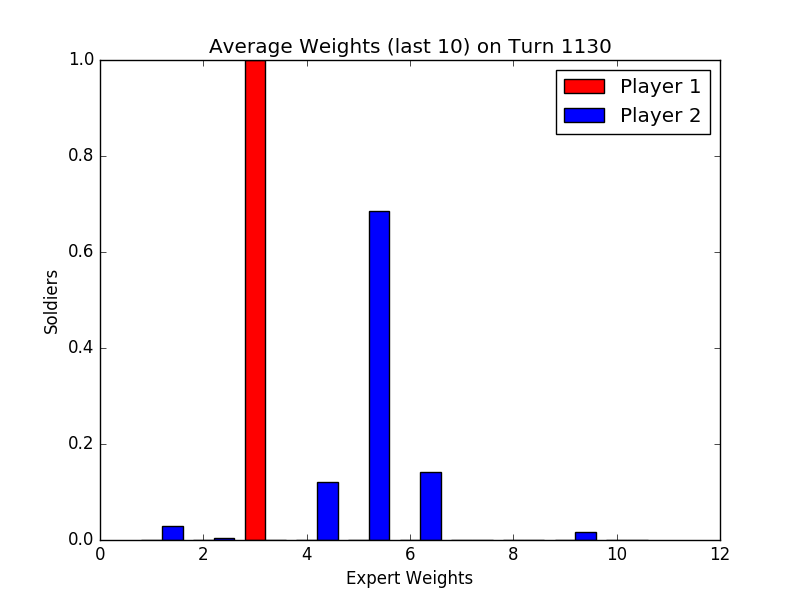 Average Weights (last 10) on Turn 1130
1.0
0.8
0.6
0.4
0.2
0.0
Soldiers
Player 1
Player 2
0 2 4 6 8 10 12
Expert Weights